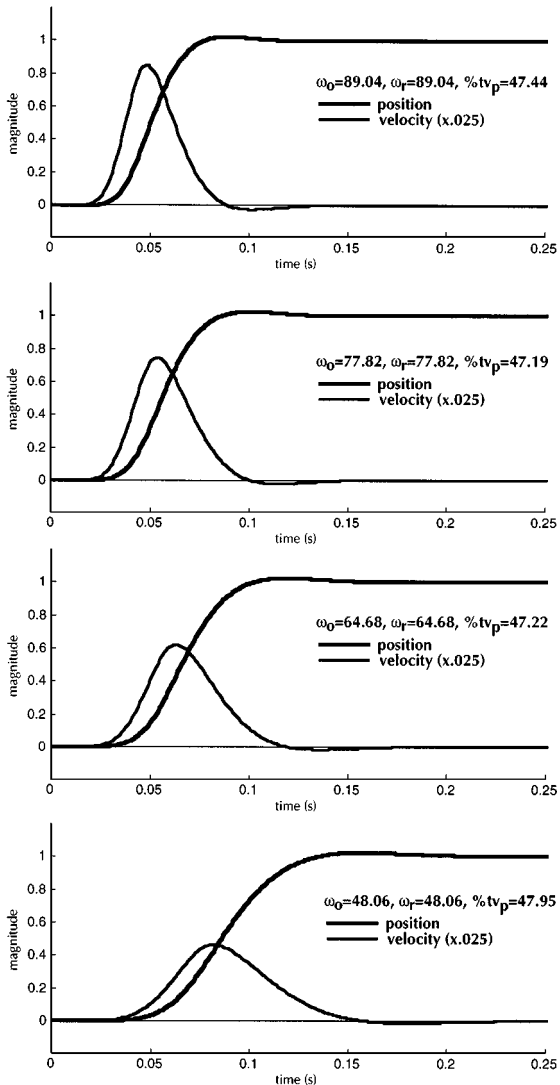 1
ω₀=89.04, ωᵣ=89.04, %tvₚ=47.44
0.8
position
velocity (x.025)
0.6
magnitude
0.4
0.2
0
0 0.05 0.1 0.15 0.2 0.25
time (s)
1
ω₀=77.82, ωᵣ=77.82, %tvₚ=47.19
0.8
position
velocity (x.025)
0.6
magnitude
0.4
0.2
0
0 0.05 0.1 0.15 0.2 0.25
time (s)
1
ω₀=64.68, ωᵣ=64.68, %tvₚ=47.22
0.8
position
velocity (x.025)
0.6
magnitude
0.4
0.2
0
0 0.05 0.1 0.15 0.2 0.25
time (s)
1
ω₀=48.06, ωᵣ=48.06, %tvₚ=47.95
0.8
position
velocity (x.025)
0.6
magnitude
0.4
0.2
0
0 0.05 0.1 0.15 0.2 0.25
time (s)